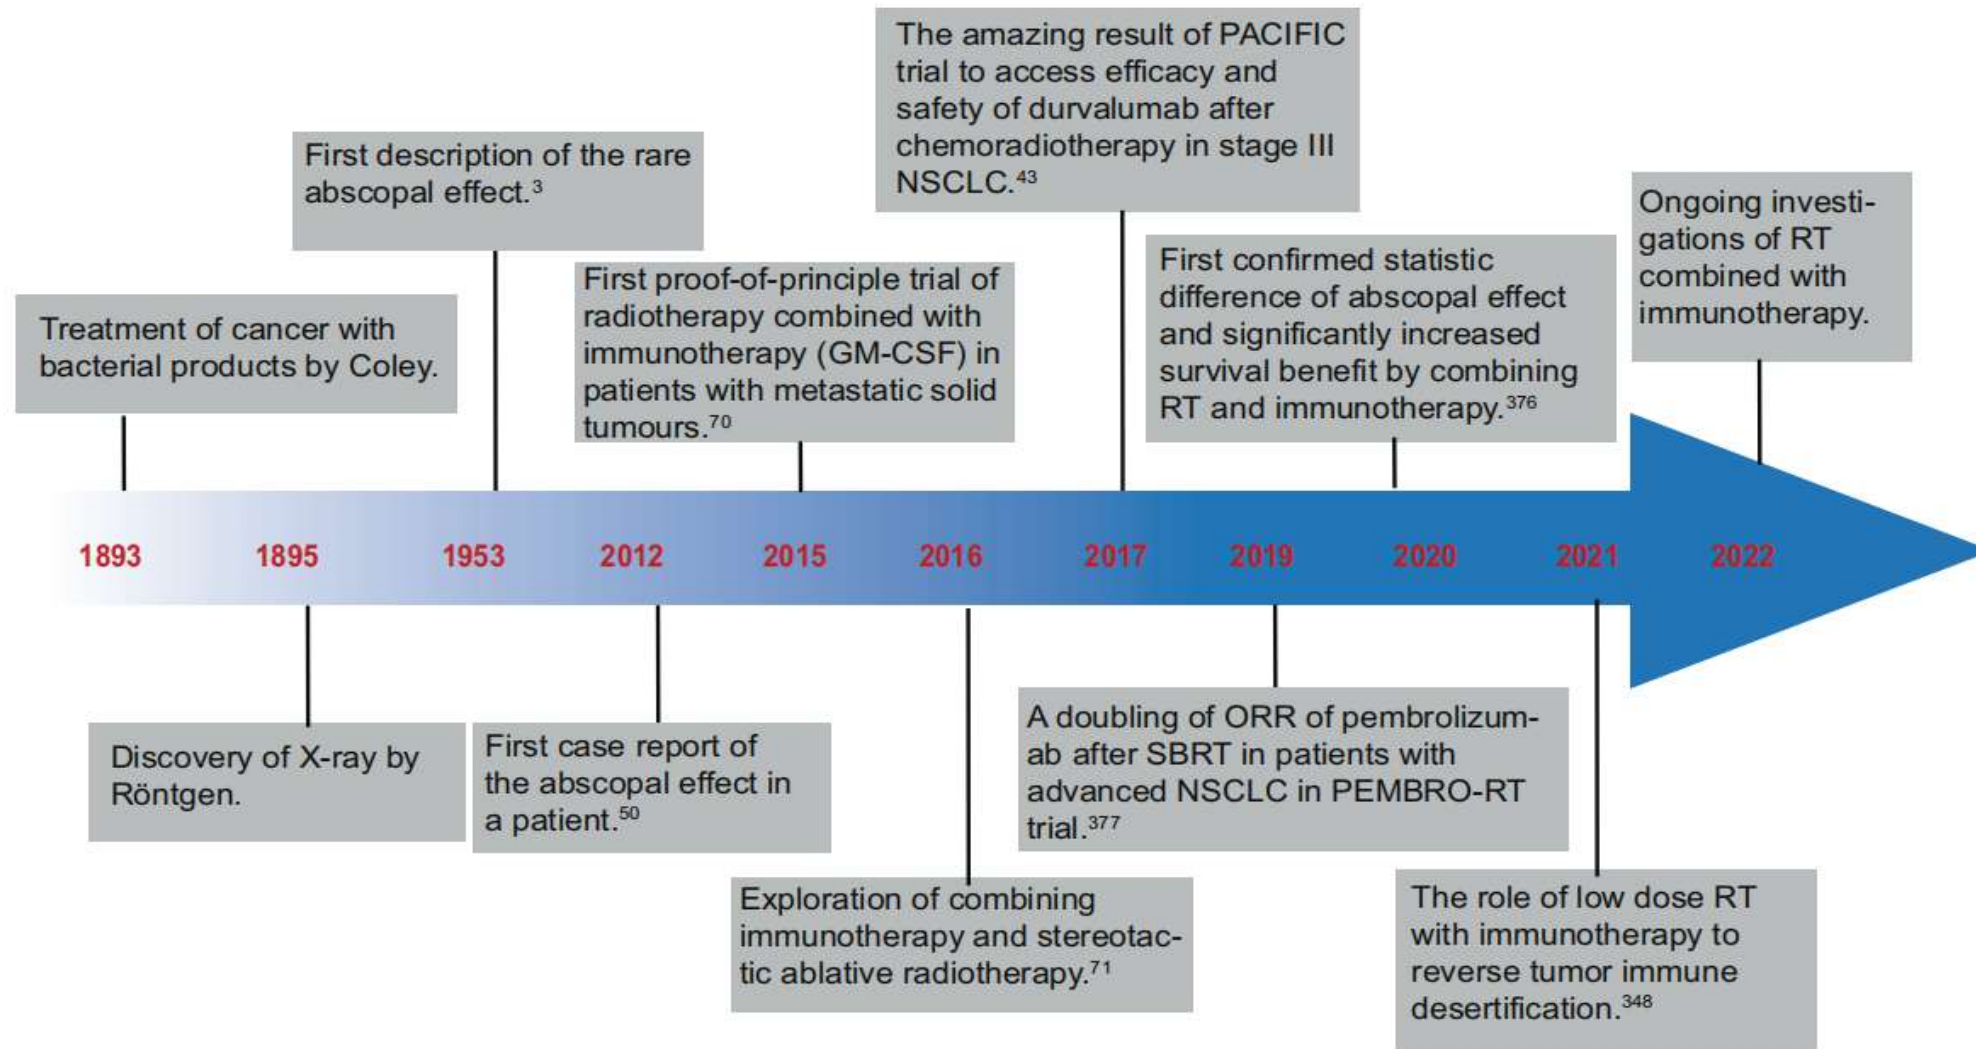 The amazing result of PACIFIC
trial to access efficacy and
safety of durvalumab after
chemoradiotherapy in stage III
NSCLC.43
First description of the rare
abscopal effect.3
Ongoing investi-
gations of RT
combined with
immunotherapy.
First confirmed statistic
difference of abscopal effect
and significantly increased
survival benefit by combining
RT and immunotherapy.376
First proof-of-principle trial of
radiotherapy combined with
immunotherapy (GM-CSF) in
patients with metastatic solid
tumours.70
Treatment of cancer with
bacterial products by Coley.
1893 1895 1953 2012 2015 2016 2017 2019 2020 2021 2022
Discovery of X-ray by
Röntgen.
First case report of
the abscopal effect in
a patient.50
A doubling of ORR of pembrolizum-
ab after SBRT in patients with
advanced NSCLC in PEMBRO-RT
trial.377
Exploration of combining
immunotherapy and stereotac-
tic ablative radiotherapy.71
The role of low dose RT
with immunotherapy to
reverse tumor immune
desertification.348